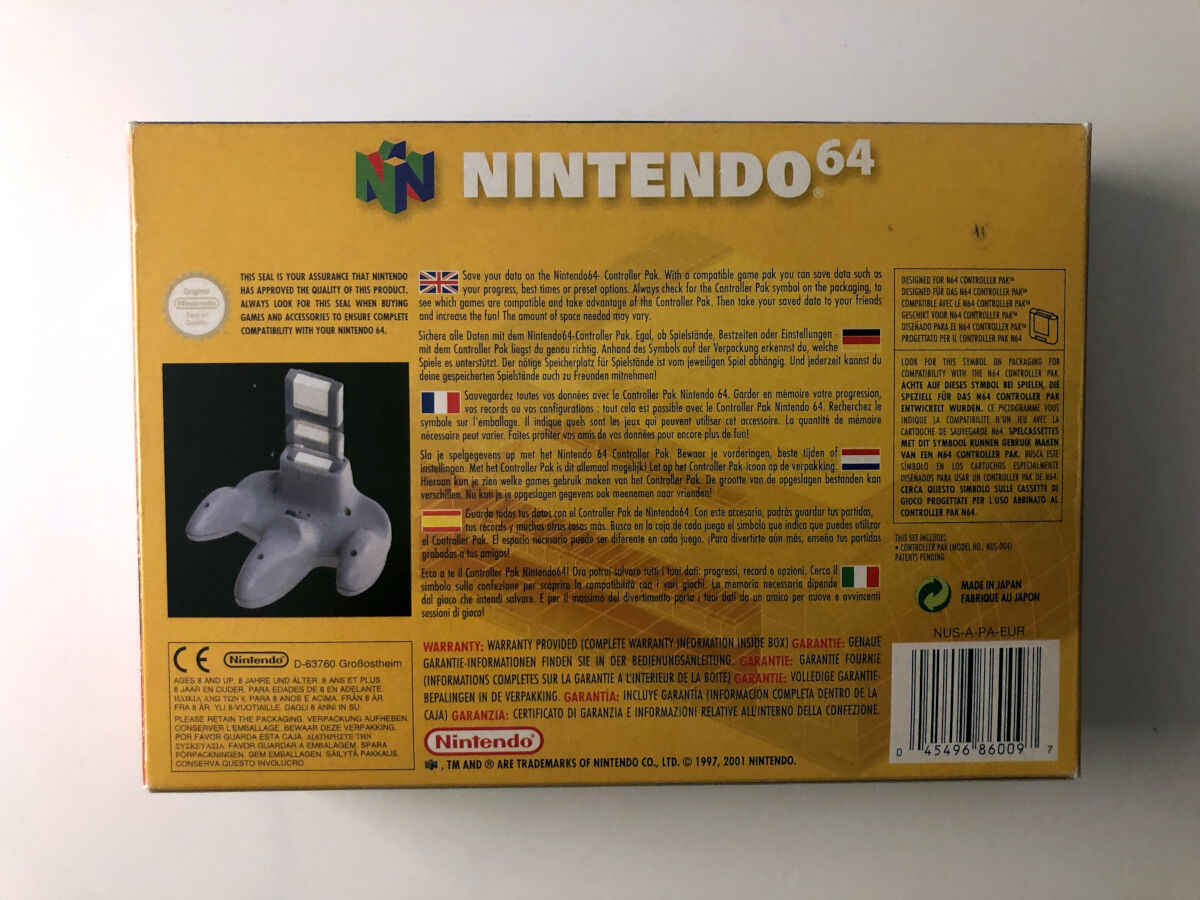 NINTENDO 64
®
Original
Nintendo
Seal of
Quality
THIS SEAL IS YOUR ASSURANCE THAT NINTENDO
HAS APPROVED THE QUALITY OF THIS PRODUCT.
ALWAYS LOOK FOR THIS SEAL WHEN BUYING
GAMES AND ACCESSORIES TO ENSURE COMPLETE
COMPATIBILITY WITH YOUR NINTENDO 64.
Save your data on the Nintendo64- Controller Pak. With a compatible game pak you can save data such as
your progress, best times or preset options. Always check for the Controller Pak symbol on the packaging, to
see which games are compatible and take advantage of the Controller Pak. Then take your saved data to your friends
and increase the fun! The amount of space needed may vary.
Sichere alle Daten mit dem Nintendo64-Controller Pak. Egal, ob Spielstände, Bestzeiten oder Einstellungen -
mit dem Controller Pak liegst du genau richtig. Anhand des Symbols auf der Verpackung erkennst du, welche
Spiele es unterstützt. Der nötige Speicherplatz für Spielstände ist vom jeweiligen Spiel abhängig. Und jederzeit kannst du
deine gespeicherten Spielstände auch zu Freunden mitnehmen!
Sauvegardez toutes vos données avec le Controller Pak Nintendo 64. Garder en mémoire votre progression,
vos records ou vos configurations : tout cela est possible avec le Controller Pak Nintendo 64. Recherchez le
symbole sur l'emballage. Il indique quels sont les jeux qui peuvent utiliser cet accessoire. La quantité de mémoire
nécessaire peut varier. Faites profiter vos amis de vos données pour encore plus de fun!
Sla je spelgegevens op met het Nintendo 64 Controller Pak. Bewaar je vorderingen, beste tijden of
instellingen. Met het Controller Pak is dit allemaal mogelijk! Let op het Controller Pak-Icoon op de verpakking.
Hieraan kun je zien welke games gebruik maken van het Controller Pak. De grootte van de opgeslagen bestanden kan
verschillen. Nu kun je je opgeslagen gegevens ook meenemen naar vrienden!
Guarda todos tus datos con el Controller Pak de Nintendo64. Con este accesorio, podrás guardar tus partidas,
tus récords y muchas otras cosas más. Busca en la caja de cada juego el símbolo que indica que puedes utilizar
el Controller Pak. El espacio necesario puede ser diferente en cada juego. ¡Para divertirte aún más, enseña tus partidas
grabadas a tus amigos!
Ecco a te il Controller Pak Nintendo64! Ora potrai salvare tutti i tuoi dati: progressi, record e opzioni. Cerca il
simbolo sulla confezione per scoprire la compatibilità con i vari giochi. La memoria necessaria dipende
dal gioco che intendi salvare. E per il massimo del divertimento porta i tuoi dati da un amico per nuove e avvincenti
sessioni di gioco!
DESIGNED FOR N64 CONTROLLER PAK™
DESIGNED FÜR DAS N64 CONTROLLER PAK™
COMPATIBLE AVEC LE N64 CONTROLLER PAK™
GESCHIKT VOOR N64 CONTROLLER PAK™
DISEÑADO PARA EL N64 CONTROLLER PAK™
PROGETTATO PER IL CONTROLLER PAK N64
LOOK FOR THIS SYMBOL ON PACKAGING FOR
COMPATIBILITY WITH THE N64 CONTROLLER PAK.
ACHTE AUF DIESES SYMBOL BEI SPIELEN, DIE
SPEZIELL FÜR DAS N64 CONTROLLER PAK
ENTWICKELT WURDEN. CE PICTOGRAMME VOUS
INDIQUE LA COMPATIBILITE D'UN JEU AVEC LA
CARTOUCHE DE SAUVEGARDE N64. SPELCASSETTES
MET DIT SYMBOOL KUNNEN GEBRUIK MAKEN
VAN EEN N64 CONTROLLER PAK. BUSCA ESTE
SÍMBOLO EN LOS CARTUCHOS ESPECIALMENTE
DISEÑADOS PARA USAR UN CONTROLLER PAK DE N64.
CERCA QUESTO SIMBOLO SULLE CASSETTE DI
GIOCO PROGETTATE PER L'USO ABBINATO AL
CONTROLLER PAK N64.
THIS SET INCLUDES:
• CONTROLLER PAK (MODEL NO.: NUS-004)
PATENTS PENDING
MADE IN JAPAN
FABRIQUE AU JAPON
NUS-A-PA-EUR
0 45496 86009 7
CE Nintendo® D-63760 Großostheim
AGES 8 AND UP. 8 JAHRE UND ÄLTER. 8 ANS ET PLUS.
8 JAAR EN OUDER. PARA EDADES DE 8 EN ADELANTE.
ΗΛΙΚΙΑ ΑΝΩ ΤΩΝ 8. PARA 8 ANOS E ACIMA. FRÅN 8 ÅR.
FRA 8 ÅR. YLI 8-VUOTIAILLE. DAGLI 8 ANNI IN SU.
PLEASE RETAIN THE PACKAGING. VERPACKUNG AUFHEBEN.
CONSERVER L'EMBALLAGE. BEWAAR DEZE VERPAKKING.
POR FAVOR GUARDA ESTA CAJA. ΔΙΑΤΗΡΗΣΤΕ ΤΗΝ
ΣΥΣΚΕΥΑΣΙΑ. FAVOR GUARDAR A EMBALAGEM. SPARA
FÖRPACKNINGEN. GEM EMBALLAGEN. SÄILYTÄ PAKKAUS.
CONSERVA QUESTO INVOLUCRO.
WARRANTY: WARRANTY PROVIDED (COMPLETE WARRANTY INFORMATION INSIDE BOX) GARANTIE: GENAUE
GARANTIE-INFORMATIONEN FINDEN SIE IN DER BEDIENUNGSANLEITUNG. GARANTIE: GARANTIE FOURNIE
(INFORMATIONS COMPLETES SUR LA GARANTIE A L'INTERIEUR DE LA BOITE) GARANTIE: VOLLEDIGE GARANTIE-
BEPALINGEN IN DE VERPAKKING. GARANTÍA: INCLUYE GARANTÍA (INFORMACIÓN COMPLETA DENTRO DE LA
CAJA) GARANZIA: CERTIFICATO DI GARANZIA E INFORMAZIONI RELATIVE ALL'INTERNO DELLA CONFEZIONE.
Nintendo®
, TM AND ® ARE TRADEMARKS OF NINTENDO CO., LTD. © 1997, 2001 NINTENDO.